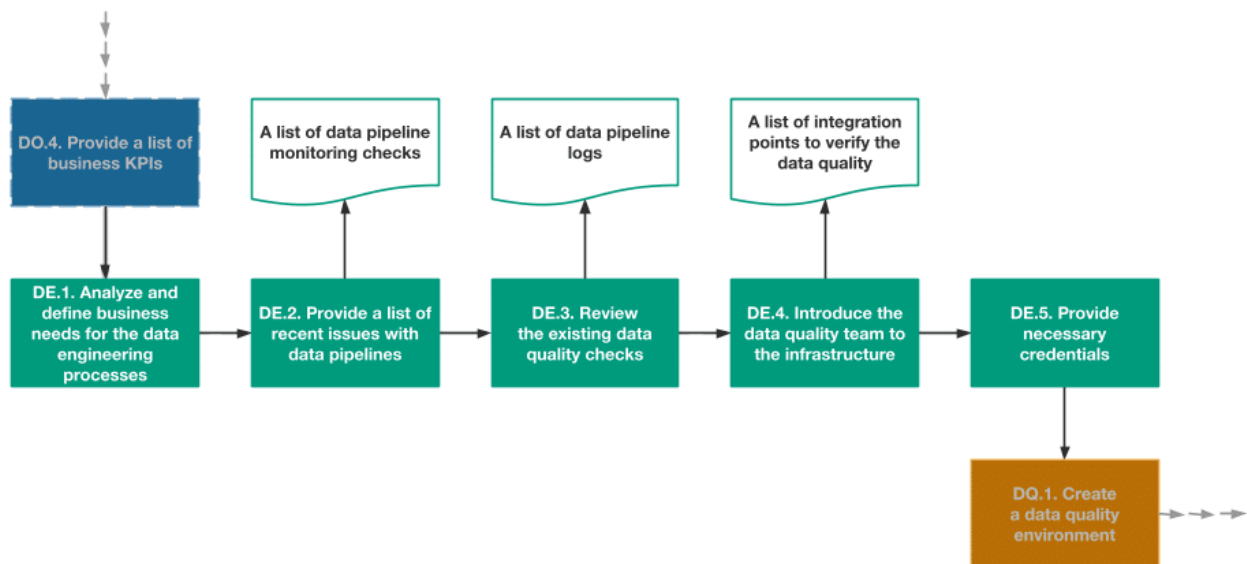 DO.4. Provide a list of
business KPIs
A list of data pipeline
monitoring checks
A list of data pipeline
logs
A list of integration
points to verify the
data quality
DE.1. Analyze and
define business
needs for the data
engineering
processes
DE.2. Provide a list of
recent issues with
data pipelines
DE.3. Review
the existing data
quality checks
DE.4. Introduce the
data quality team to
the infrastructure
DE.5. Provide
necessary
credentials
DQ.1. Create
a data quality
environment